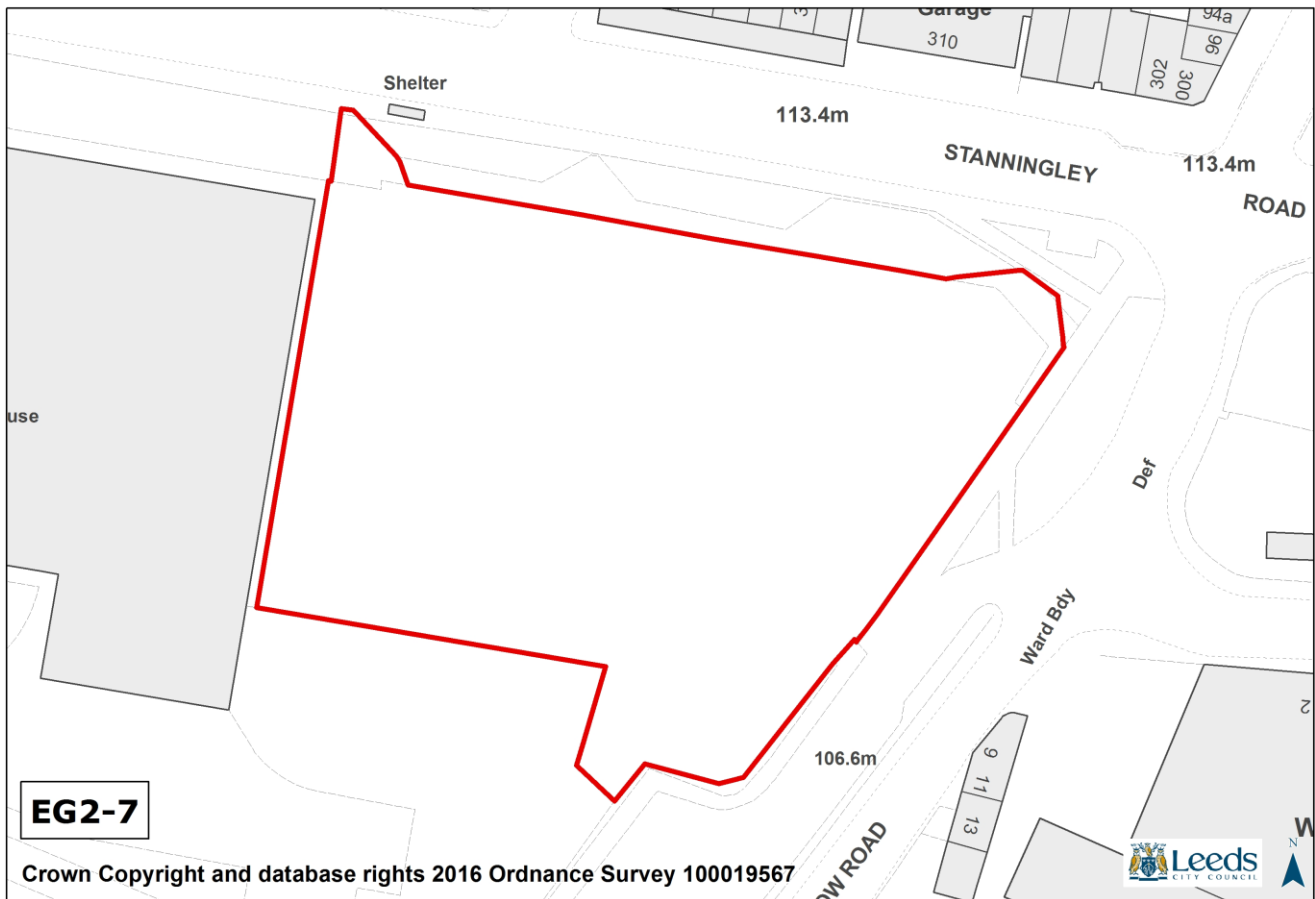 Garage
94a
310
96
302
300
Shelter
113.4m
STANNINGLEY
113.4m
ROAD
use
Def
Ward Bdy
2
106.6m
9
11
13
EG2-7
OW ROAD
W
N
Leeds
CITY COUNCIL
Crown Copyright and database rights 2016 Ordnance Survey 100019567